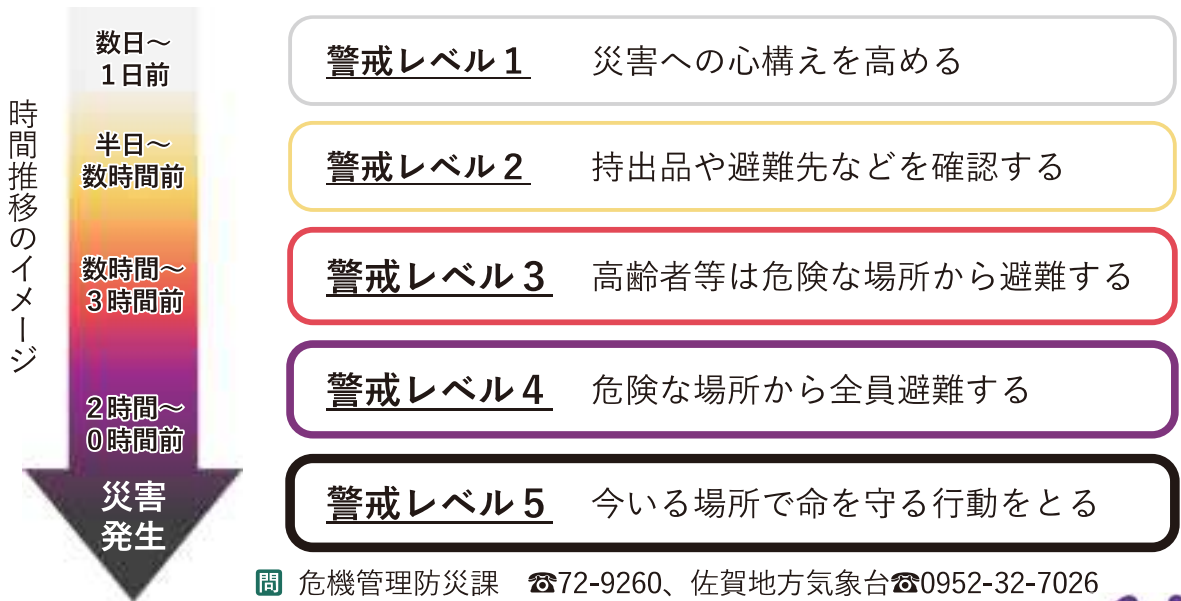 時間推移のイメージ
数日～
1日前
半日～
数時間前
数時間～
3時間前
2時間～
0時間前
災害
発生
警戒レベル1 災害への心構えを高める
警戒レベル2 持出品や避難先などを確認する
警戒レベル3 高齢者等は危険な場所から避難する
警戒レベル4 危険な場所から全員避難する
警戒レベル5 今いる場所で命を守る行動をとる
問 危機管理防災課 ☎72-9260、佐賀地方気象台☎0952-32-7026